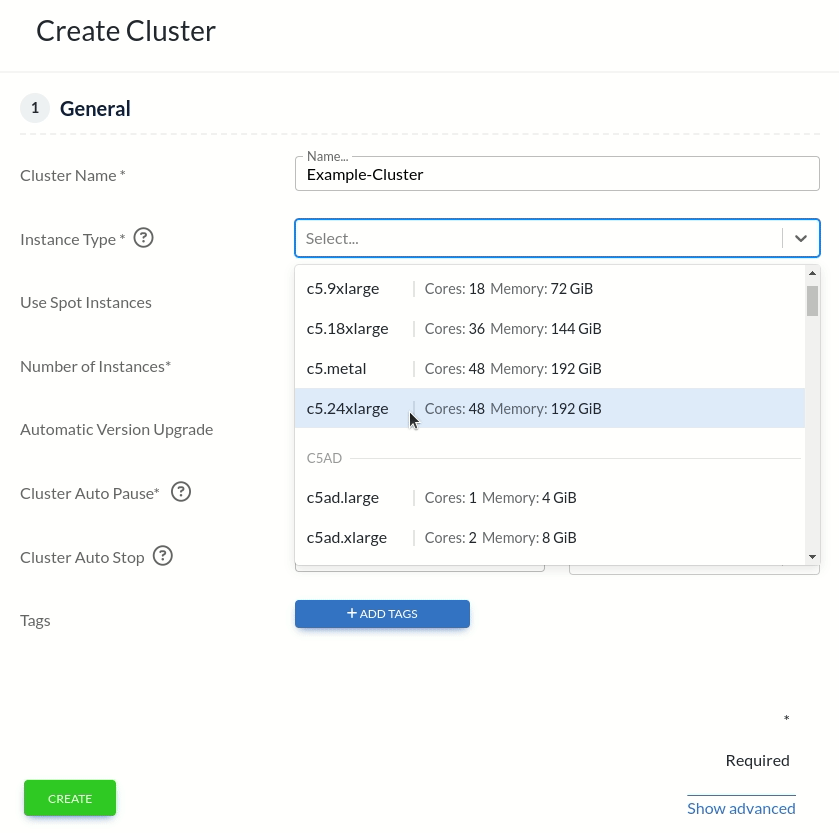 Create Cluster
1 General
Name...
Cluster Name * Example-Cluster
Instance Type * ? Select...
c5.9xlarge | Cores: 18 Memory: 72 GiB
Use Spot Instances
c5.18xlarge | Cores: 36 Memory: 144 GiB
Number of Instances*
c5.metal | Cores: 48 Memory: 192 GiB
c5.24xlarge | Cores: 48 Memory: 192 GiB
Automatic Version Upgrade
C5AD
Cluster Auto Pause* ?
c5ad.large | Cores: 1 Memory: 4 GiB
c5ad.xlarge | Cores: 2 Memory: 8 GiB
Cluster Auto Stop ?
Tags + ADD TAGS
*
Required
CREATE
Show advanced